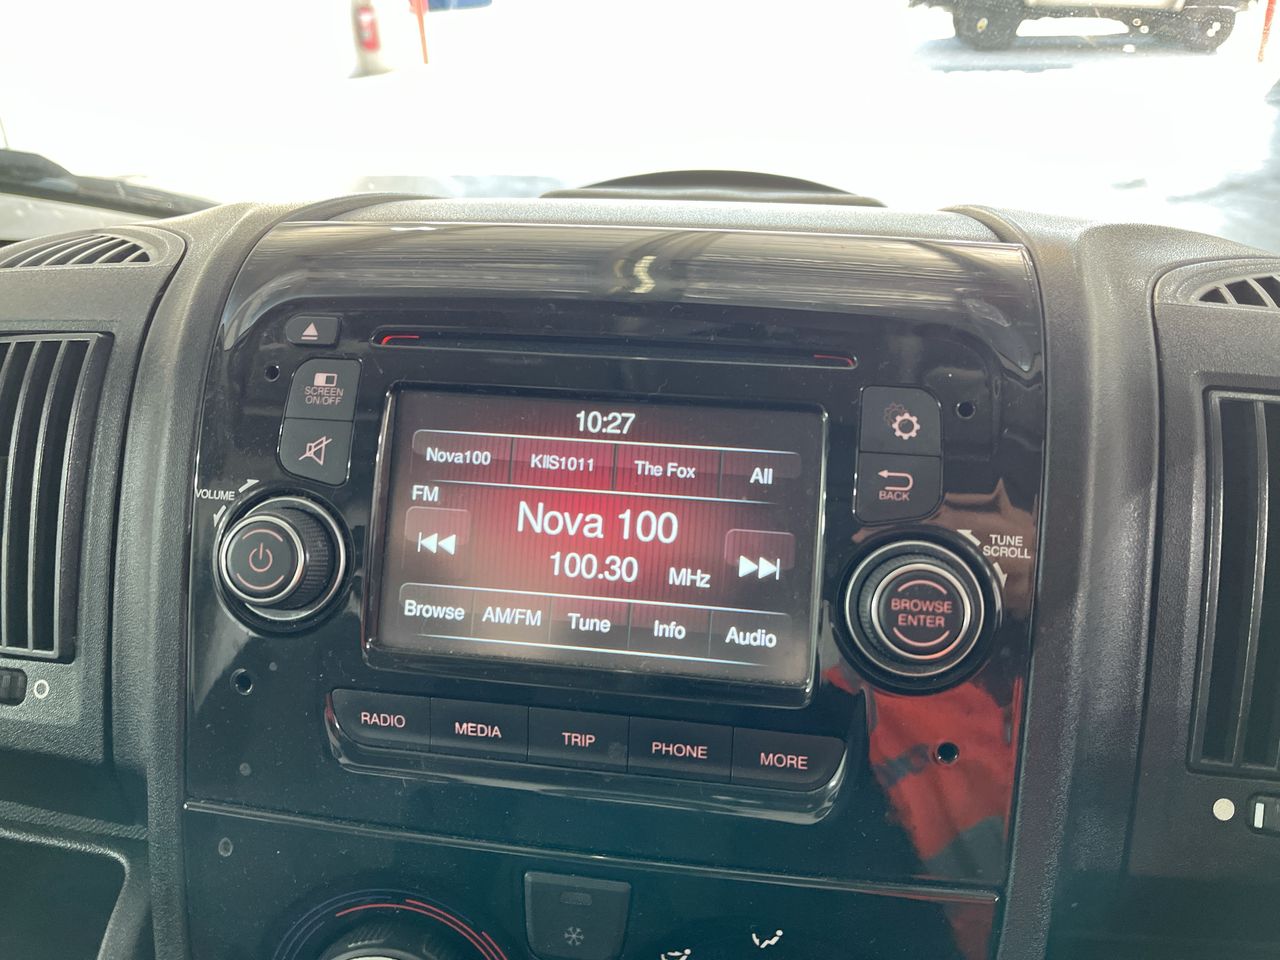 SCREEN
ON/OFF
VOLUME
10:27
Nova100 KIIS1011 The Fox All
FM
Nova 100
100.30 MHz
Browse AM/FM Tune Info Audio
BACK
TUNE
SCROLL
BROWSE
ENTER
RADIO MEDIA TRIP PHONE MORE